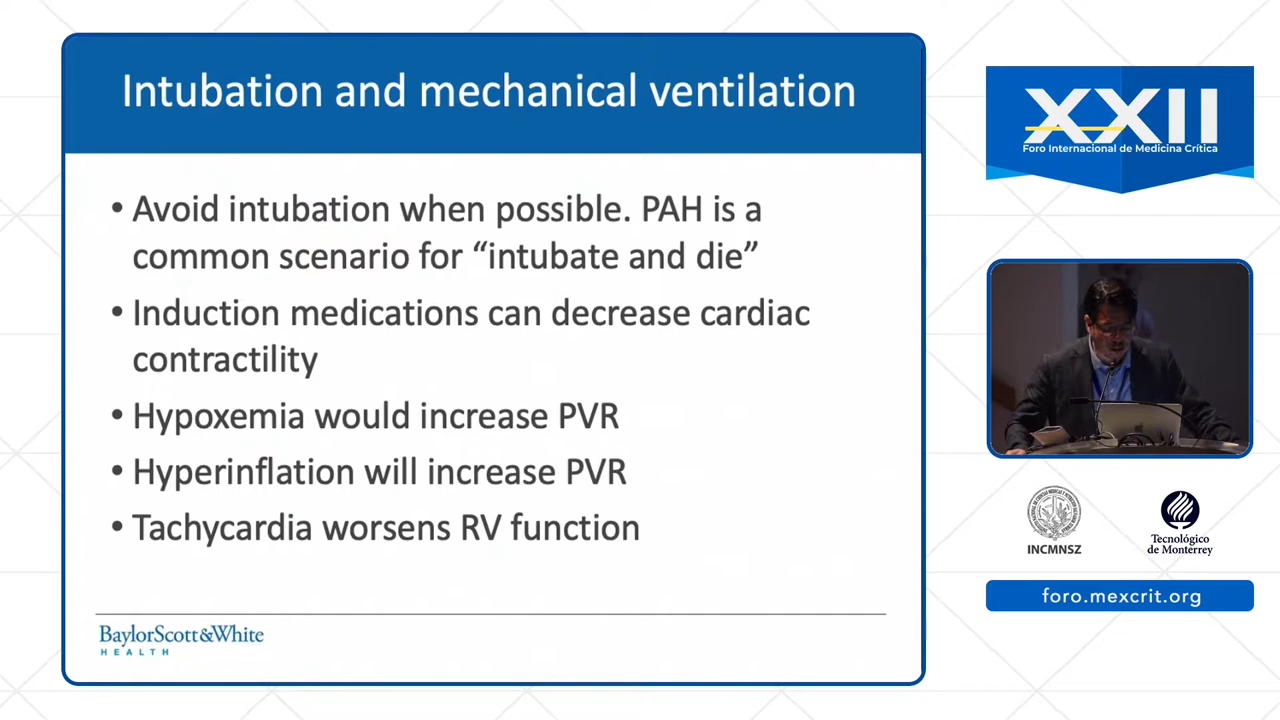 Intubation and mechanical ventilation
• Avoid intubation when possible. PAH is a
common scenario for “intubate and die”
• Induction medications can decrease cardiac
contractility
• Hypoxemia would increase PVR
• Hyperinflation will increase PVR
• Tachycardia worsens RV function
BaylorScott&White
HEALTH
XXII
Foro Internacional de Medicina Crítica
INCMNSZ
Tecnológico
de Monterrey
foro.mexcrit.org